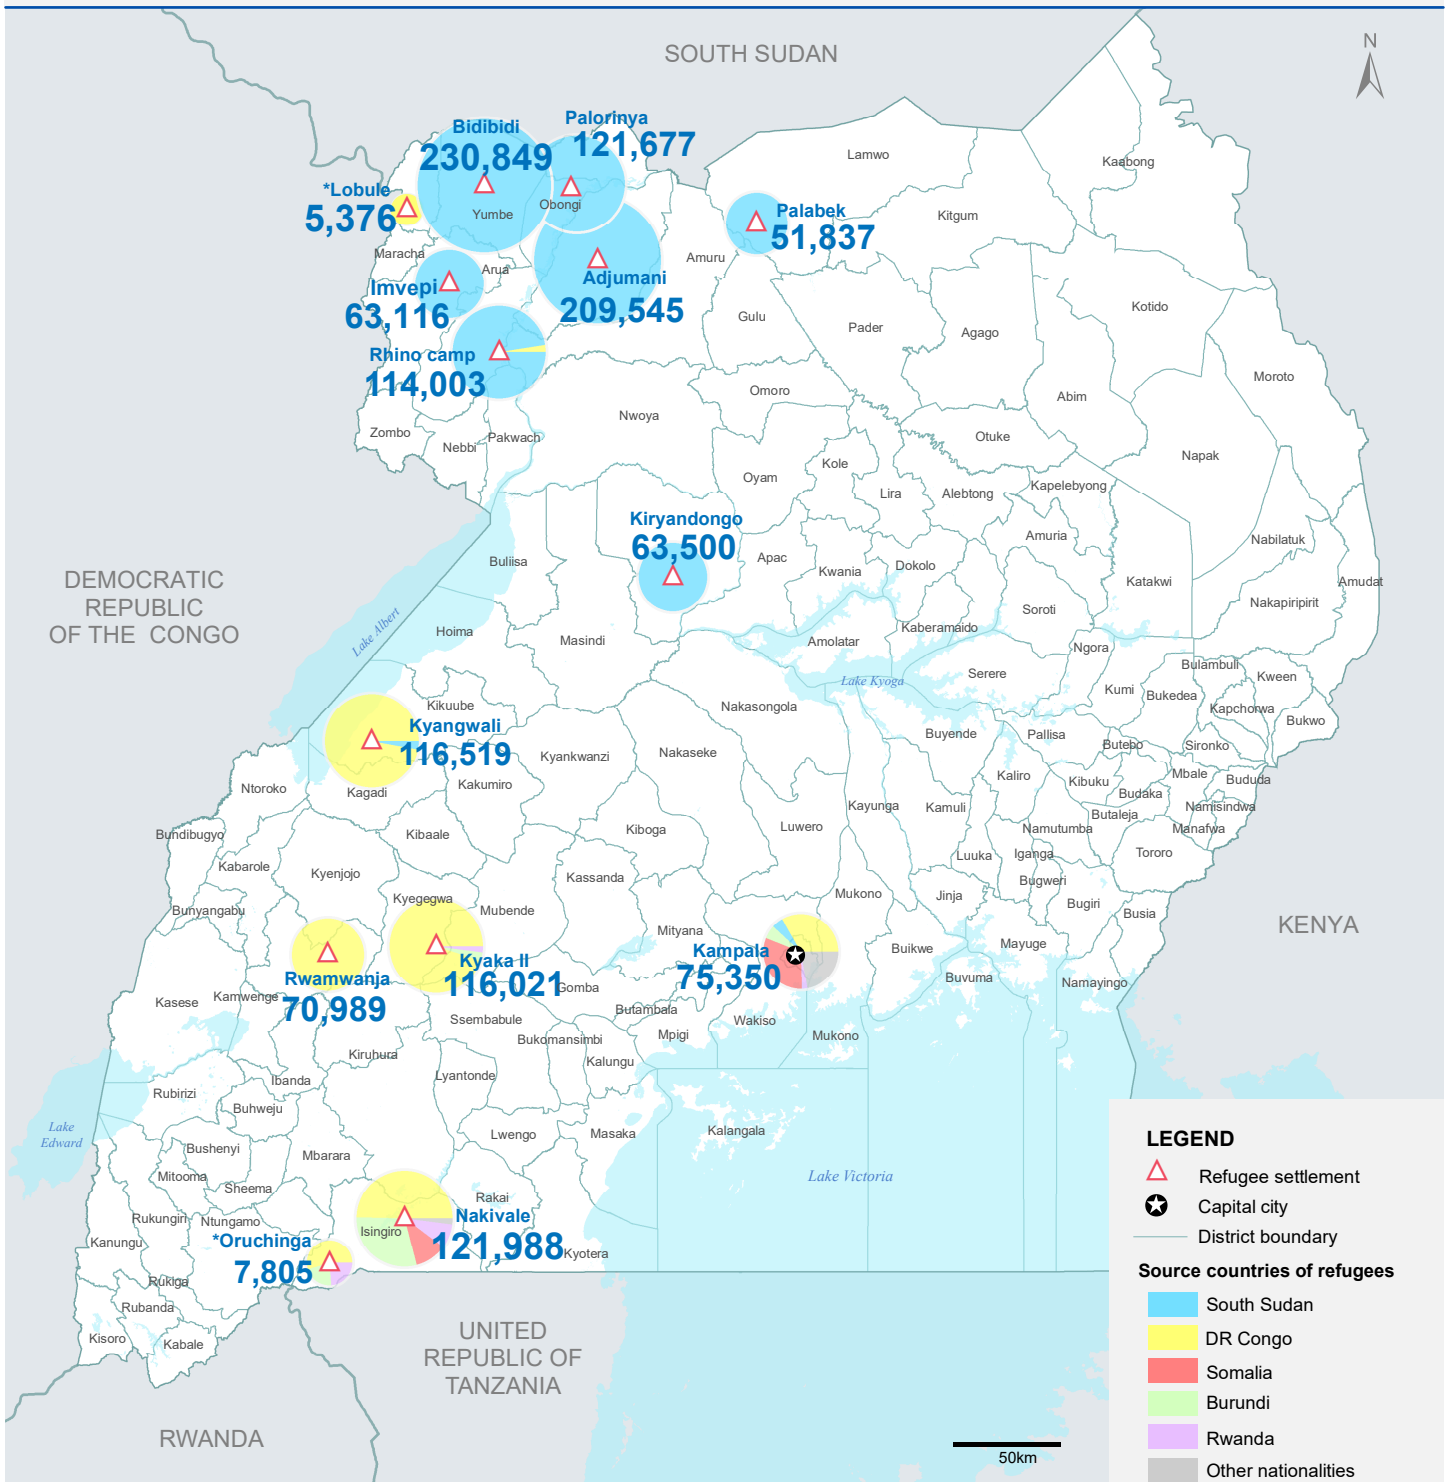 SOUTH SUDAN
N
Bidibidi
230,849
Palorinya
121,677
Lamwo
Kaabong
*Lobule
5,376
Yumbe
Obongi
Palabek
51,837
Kitgum
Maracha
Arua
Amuru
Adjumani
209,545
Imvepi
63,116
Gulu
Pader
Agago
Kotido
Rhino camp
114,003
Moroto
Omoro
Abim
Nwoya
Zombo
Nebbi
Pakwach
Otuke
Napak
Kole
Oyam
Lira
Alebtong
Kapelebyong
Kiryandongo
63,500
Amuria
Nabilatuk
Buliisa
Apac
Kwania
Dokolo
Katakwi
Amudat
DEMOCRATIC
REPUBLIC
OF THE CONGO
Lake Albert
Nakapiripirit
Soroti
Hoima
Masindi
Amolatar
Kaberamaido
Ngora
Lake Kyoga
Serere
Bulambuli
Kween
Kumi
Bukedea
Kapchorwa
Bukwo
Kikuube
Nakasongola
Kyangwali
116,519
Buyende
Pallisa
Butebo
Sironko
Kyankwanzi
Nakaseke
Kaliro
Kibuku
Mbale
Bududa
Ntoroko
Kagadi
Kakumiro
Budaka
Kayunga
Kamuli
Butaleja
Namisindwa
Bundibugyo
Kibaale
Kiboga
Luwero
Namutumba
Manafwa
Kabarole
Kyenjojo
Luuka
Iganga
Tororo
Kassanda
Bugweri
Kyegegwa
Mubende
Mukono
Jinja
Bugiri
Busia
Bunyangabu
KENYA
Mityana
Kampala
75,350
Buikwe
Mayuge
Kyaka II
116,021
Rwamwanja
70,989
Gomba
Buvuma
Namayingo
Kasese
Kamwenge
Butambala
Ssembabule
Wakiso
Mpigi
Mukono
Bukomansimbi
Kiruhura
Kalungu
Lyantonde
Ibanda
Rubirizi
Buhweju
Lake
Edward
Lwengo
Masaka
Kalangala
Bushenyi
Mbarara
Mitooma
Sheema
Lake Victoria
Rakai
Nakivale
121,988
Rukungiri
Ntungamo
Isingiro
Kanungu
*Oruchinga
7,805
Kyotera
Rukiga
Rubanda
Kisoro
Kabale
UNITED
REPUBLIC OF
TANZANIA
RWANDA
50km
LEGEND
Refugee settlement
Capital city
District boundary
Source countries of refugees
South Sudan
DR Congo
Somalia
Burundi
Rwanda
Other nationalities